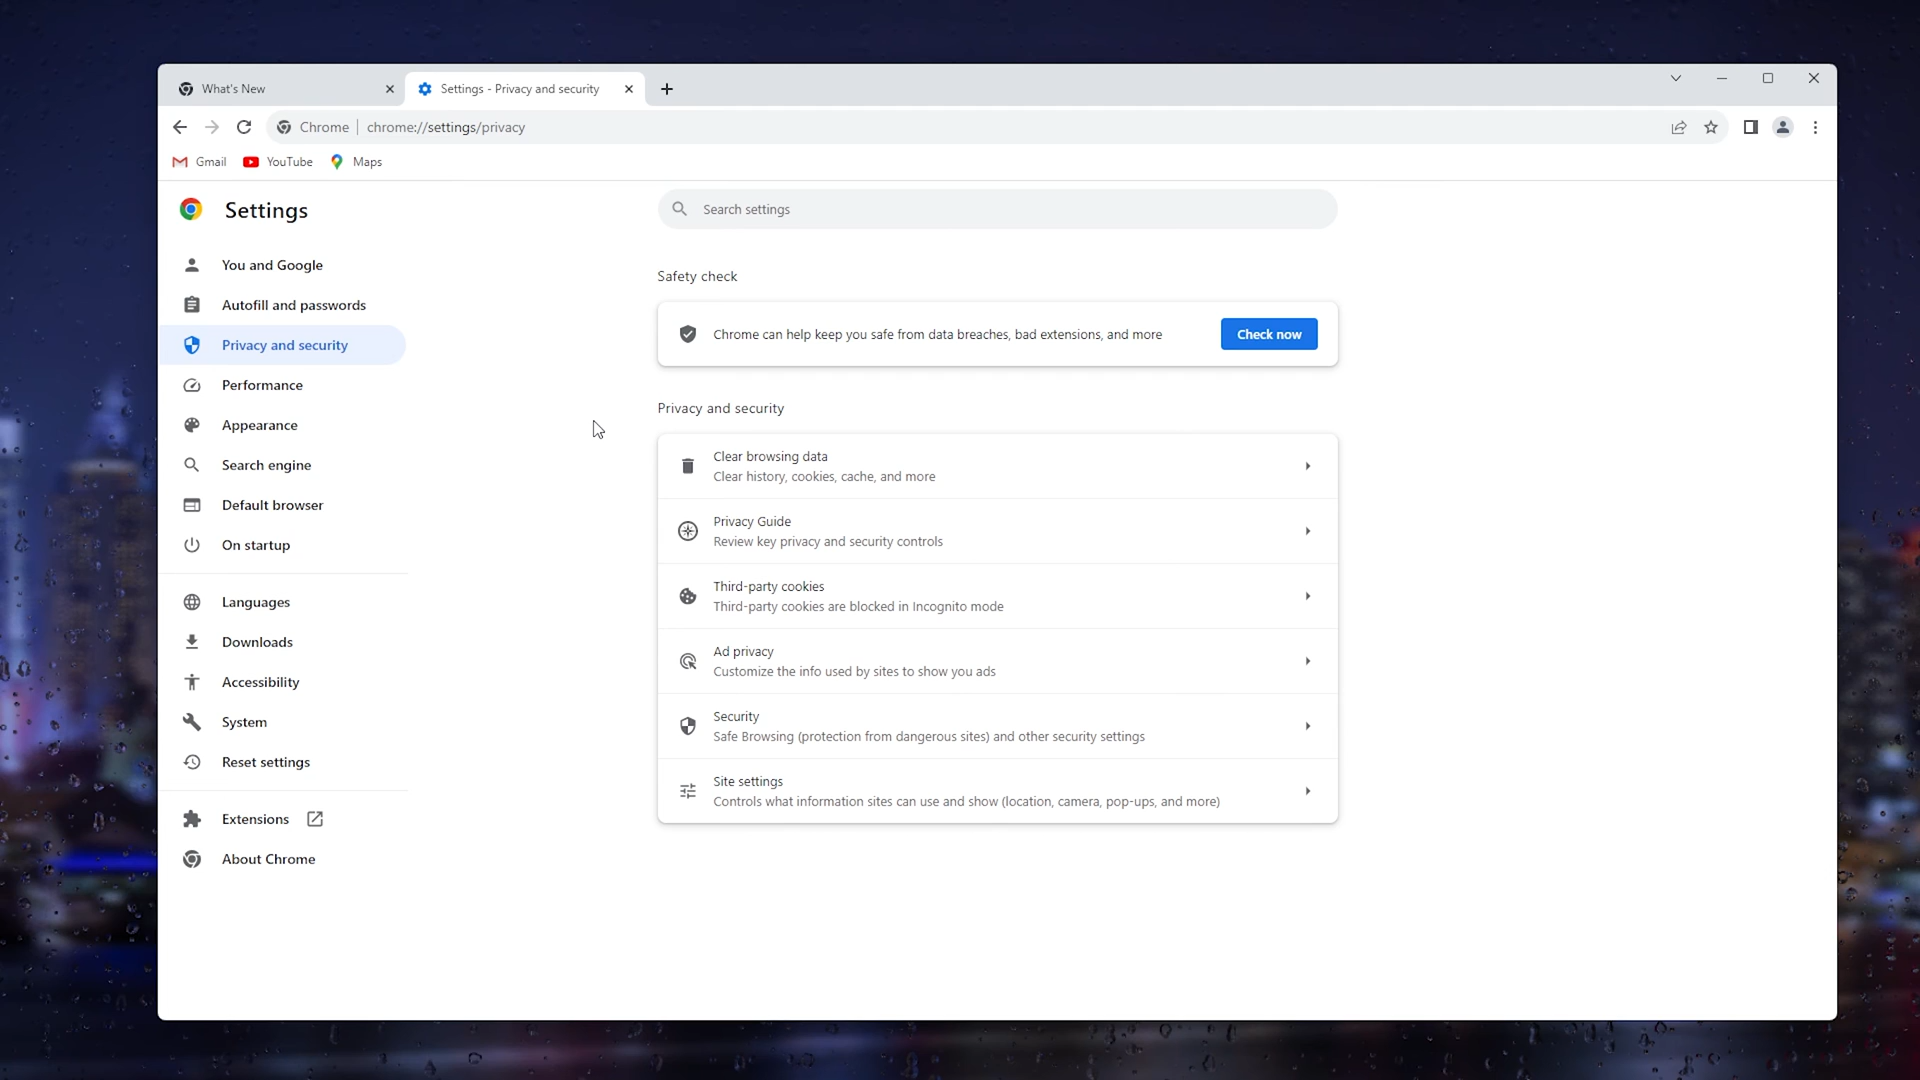 What's New
Settings - Privacy and security
Chrome
chrome://settings/privacy
Gmail
YouTube
Maps
Settings
Search settings
You and Google
Autofill and passwords
Privacy and security
Performance
Appearance
Search engine
Default browser
On startup
Languages
Downloads
Accessibility
System
Reset settings
Extensions
About Chrome
Safety check
Chrome can help keep you safe from data breaches, bad extensions, and more
Check now
Privacy and security
Clear browsing data
Clear history, cookies, cache, and more
Privacy Guide
Review key privacy and security controls
Third-party cookies
Third-party cookies are blocked in Incognito mode
Ad privacy
Customize the info used by sites to show you ads
Security
Safe Browsing (protection from dangerous sites) and other security settings
Site settings
Controls what information sites can use and show (location, camera, pop-ups, and more)